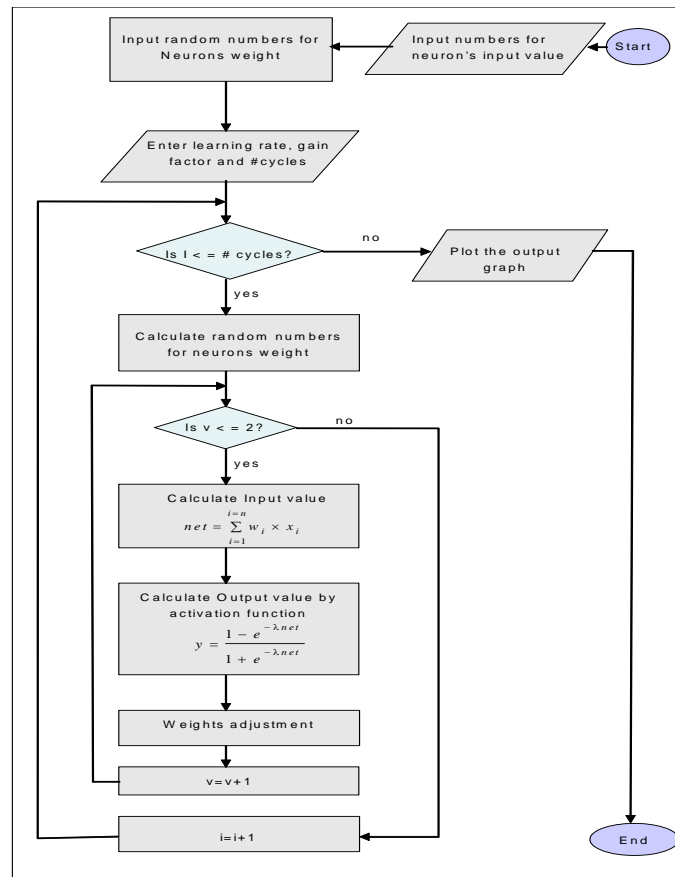 Start
Input numbers for
neuron's input value
Input random numbers for
Neurons weight
Enter learning rate, gain
factor and #cycles
Is I < = # cycles?
no
Plot the output
graph
yes
Calculate random numbers
for neurons weight
Is v < = 2?
no
yes
Calculate Input value
net = ∑_{i=1}^{i=n} w_i × x_i
Calculate Output value by
activation function
y = \frac{1 - e^{-λnet}}{1 + e^{-λnet}}
Weights adjustment
v=v+1
i=i+1
End